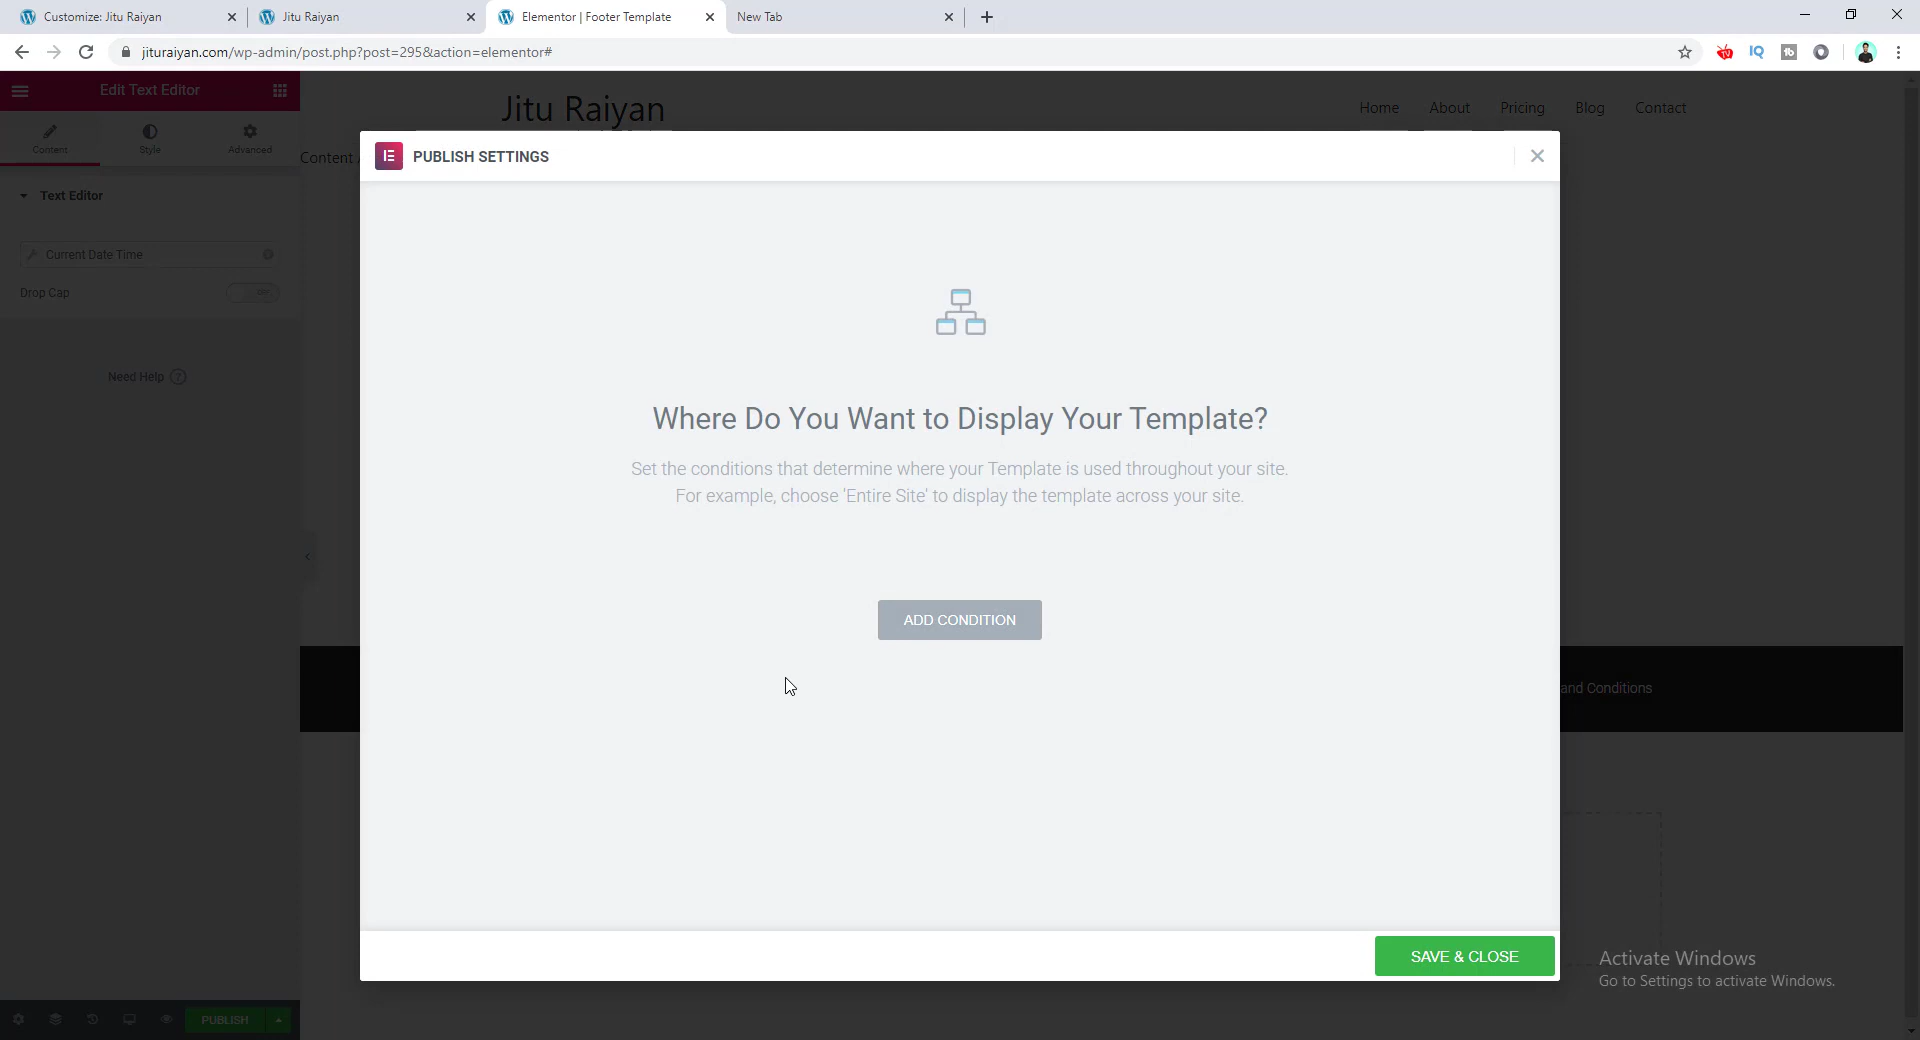 Customize: Jitu Raiyan
Jitu Raiyan
Elementor | Footer Template
New Tab
jituraiyan.com/wp-admin/post.php?post=295&action=elementor#
IQ
Edit Text Editor
Content
Style
Advanced
Text Editor
Current Date Time
Drop Cap
Need Help ?
Jitu Raiyan
Home
About
Pricing
Blog
Contact
Content
PUBLISH SETTINGS
Where Do You Want to Display Your Template?
Set the conditions that determine where your Template is used throughout your site.
For example, choose 'Entire Site' to display the template across your site.
ADD CONDITION
and Conditions
SAVE & CLOSE
Activate Windows
Go to Settings to activate Windows.
PUBLISH